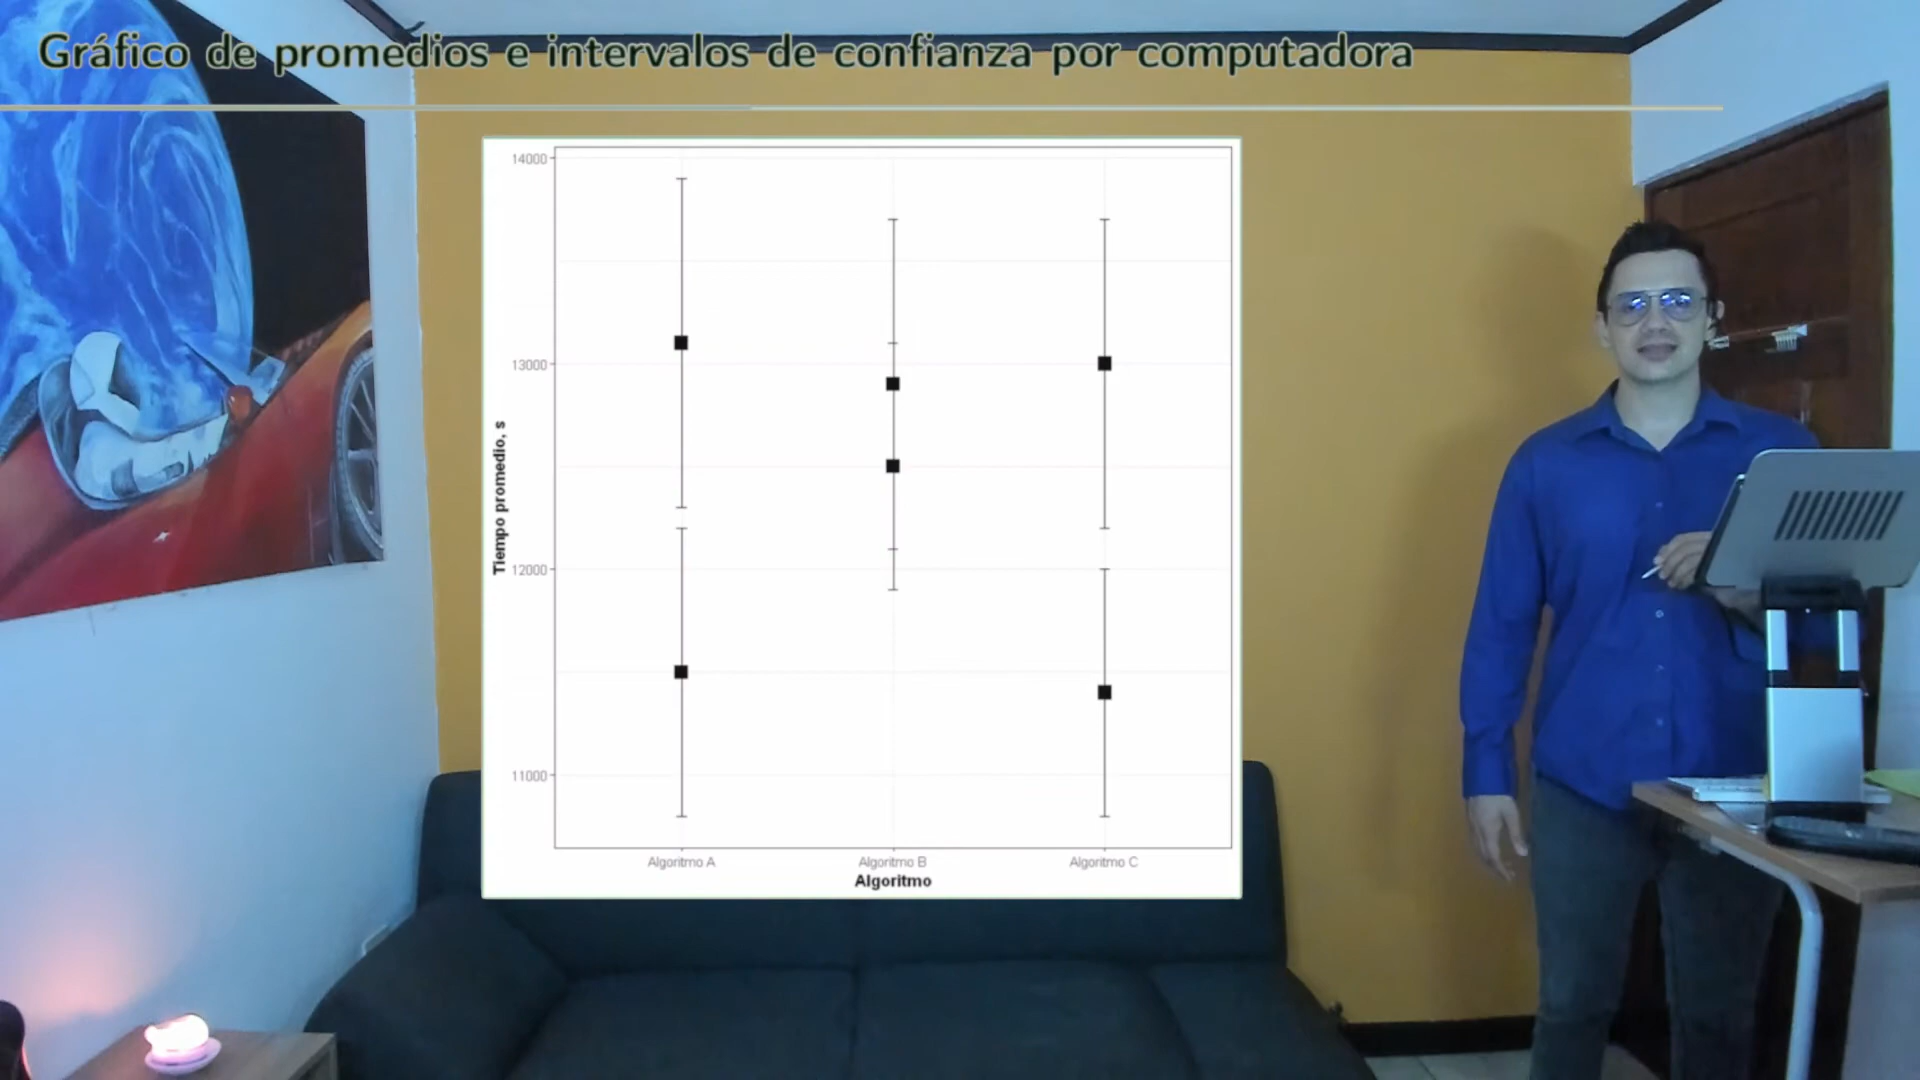 Gráfico de promedios e intervalos de confianza por computadora
14000
13000
12000
11000
Tiempo promedio, s
Algoritmo A
Algoritmo B
Algoritmo C
Algoritmo